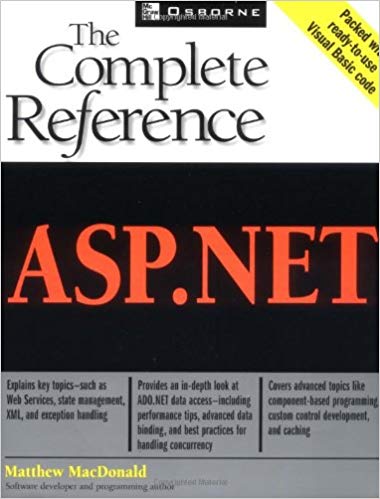 Mc
Graw
Hill
OSBORNE
Packed with
ready-to-use
Visual Basic code
The
Complete
Reference
ASP.NET
Explains key topics–such as
Web Services, state management,
XML, and exception handling
Provides an in-depth look at
ADO.NET data access–including
performance tips, advanced data
binding, and best practices for
handling concurrency
Covers advanced topics like
component-based programming,
custom control development,
and caching
Matthew MacDonald
Software developer and programming author